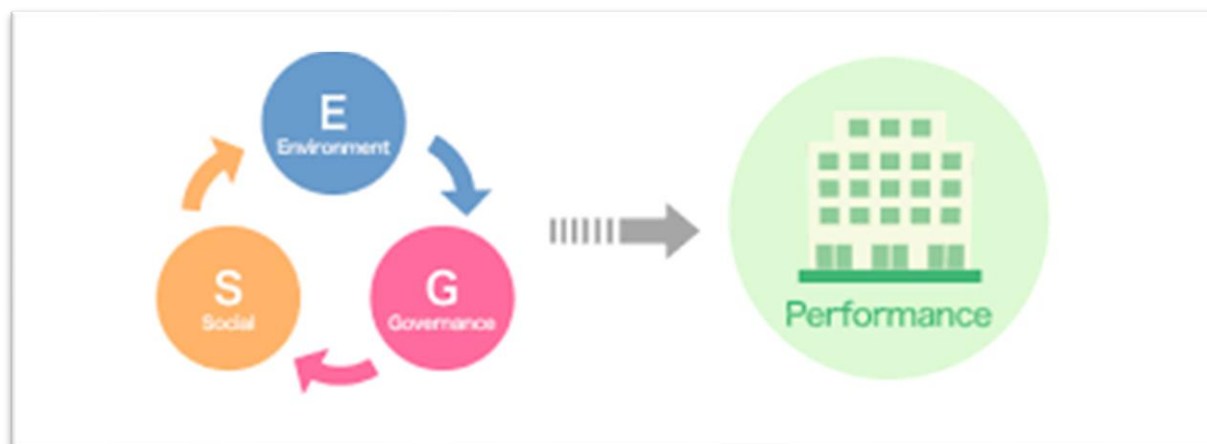 E
Environment
S
Social
G
Governance
Performance